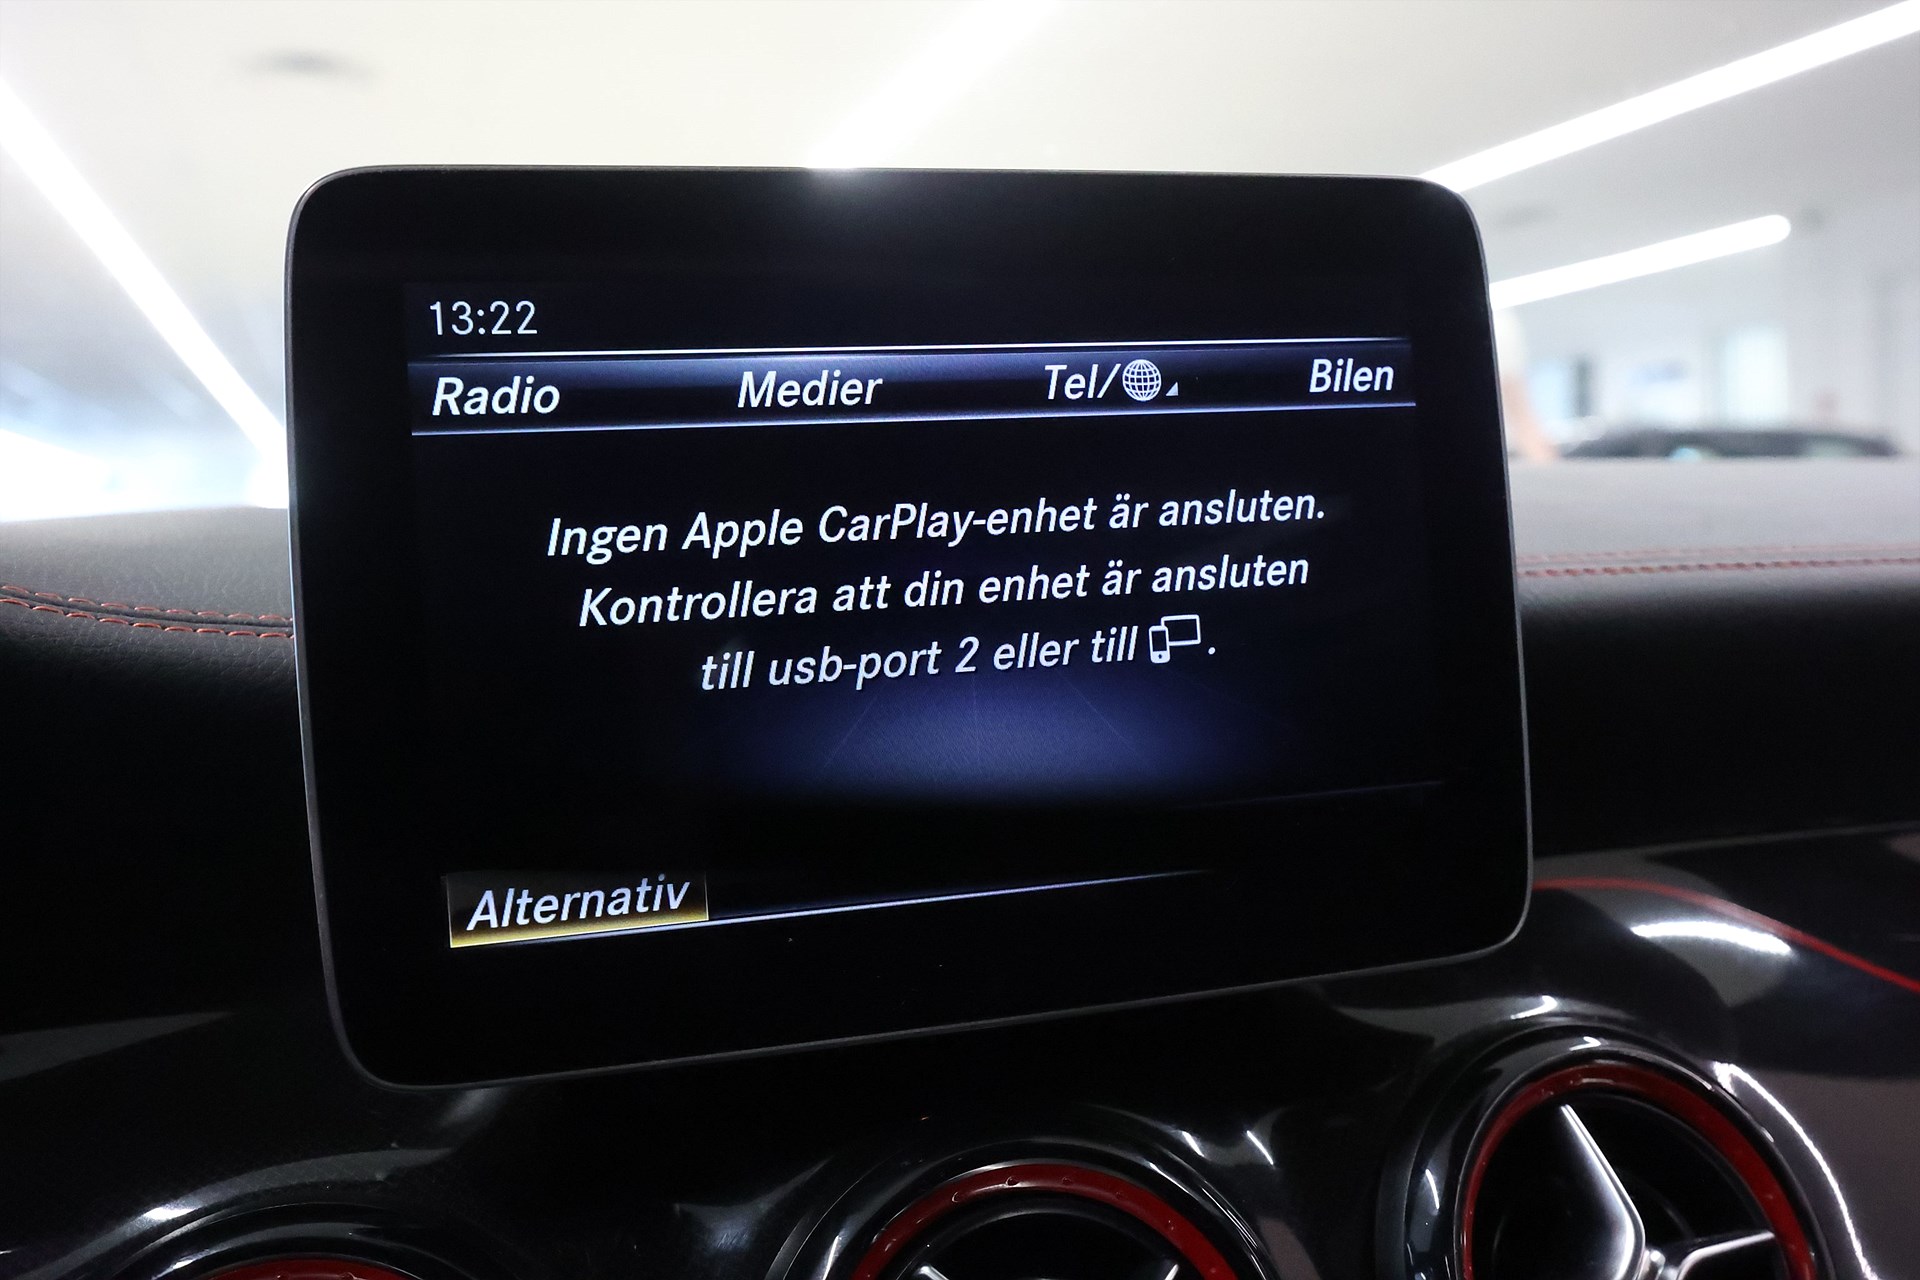 13:22
Radio Medier Tel/ Bilen
Ingen Apple CarPlay-enhet är ansluten.
Kontrollera att din enhet är ansluten
till usb-port 2 eller till .
Alternativ